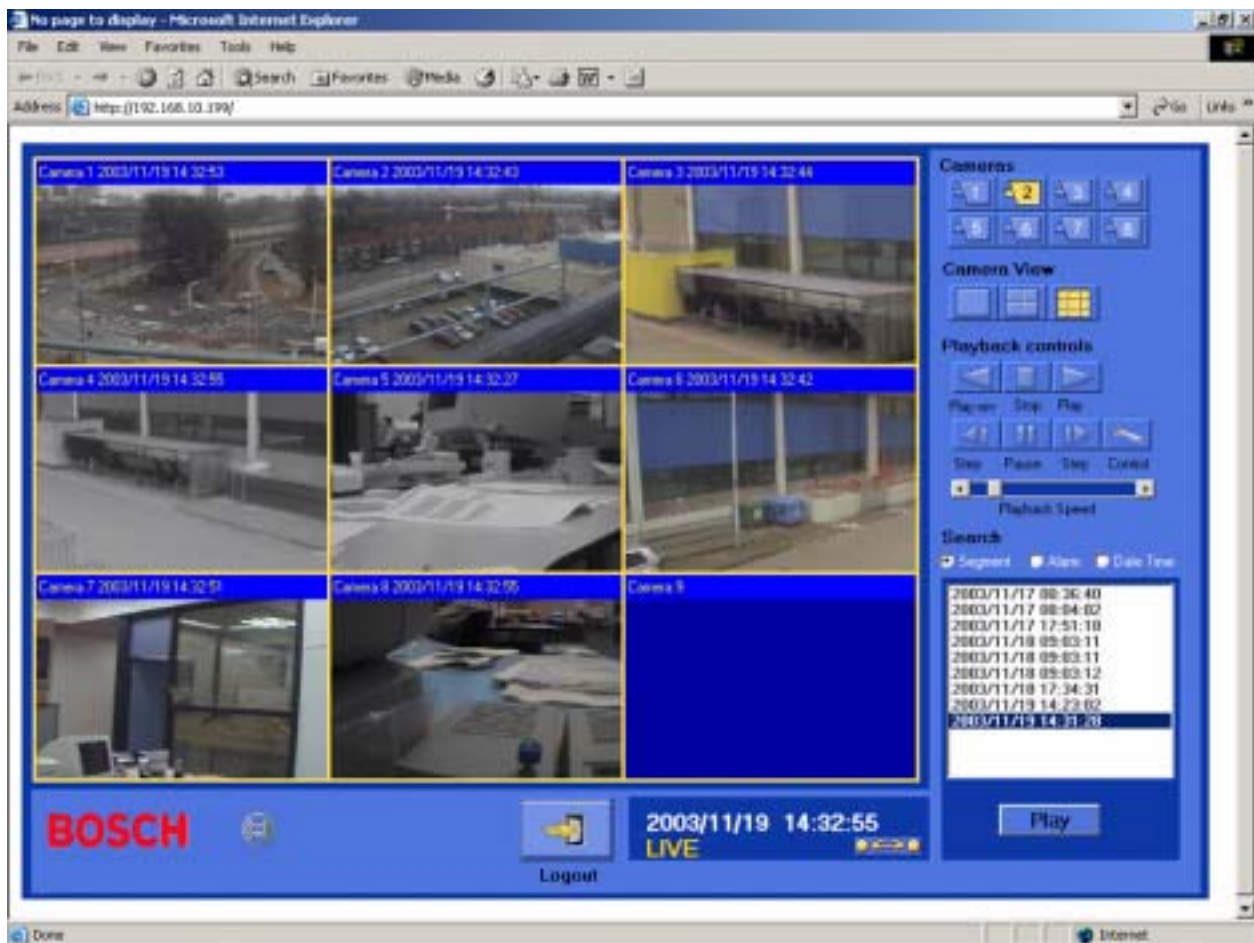 No page to display - Microsoft Internet Explorer
File Edit View Favorites Tools Help
Search Favorites Media
Address http://192.168.10.199/ Go Links »
Camera 1 2003/11/19 14:32:53
Camera 2 2003/11/19 14:32:43
Camera 3 2003/11/19 14:32:44
Camera 4 2003/11/19 14:32:55
Camera 5 2003/11/19 14:32:27
Camera 6 2003/11/19 14:32:42
Camera 7 2003/11/19 14:32:51
Camera 8 2003/11/19 14:32:55
Camera 9
Cameras
1 2 3 4
5 6 7 8
Camera View
Playback controls
Play rev Stop Play
Step Pause Step Control
Playback Speed
Search
Segment Alarm Date Time
2003/11/17 08:36:40
2003/11/17 08:04:02
2003/11/17 17:51:18
2003/11/18 09:03:11
2003/11/18 09:03:11
2003/11/18 09:03:12
2003/11/18 17:34:31
2003/11/19 14:23:02
2003/11/19 14:31:28
Play
BOSCH
Logout
2003/11/19 14:32:55
LIVE
Done
Internet